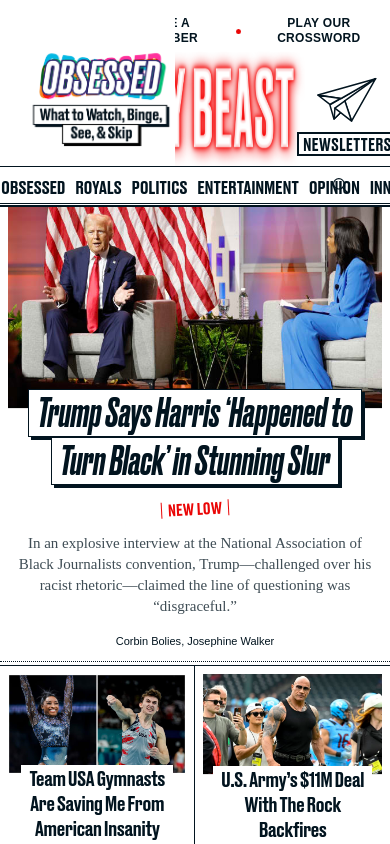 E A
BER
PLAY OUR
CROSSWORD
OBSESSED
What to Watch, Binge,
See, & Skip
Y BEAST
NEWSLETTERS
OBSESSED ROYALS POLITICS ENTERTAINMENT OPINION INN
Trump Says Harris ‘Happened to
Turn Black’ in Stunning Slur
NEW LOW
In an explosive interview at the National Association of
Black Journalists convention, Trump—challenged over his
racist rhetoric—claimed the line of questioning was
“disgraceful.”
Corbin Bolies, Josephine Walker
Team USA Gymnasts
Are Saving Me From
American Insanity
U.S. Army’s $11M Deal
With The Rock
Backfires